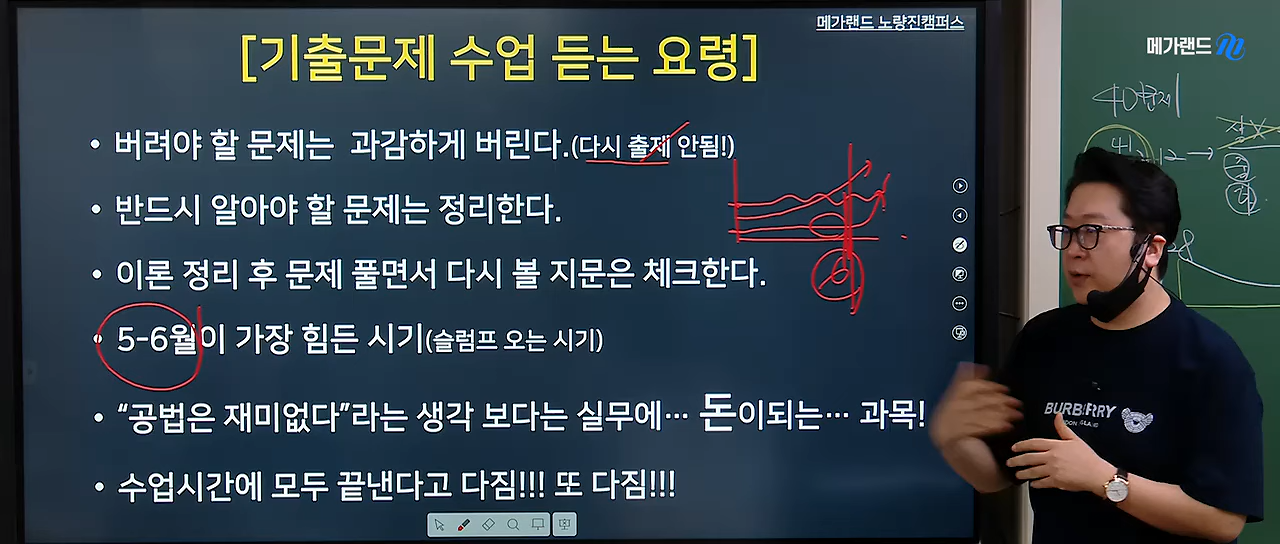 메가랜드 노량진캠퍼스
[기출문제 수업 듣는 요령]
메가랜드
• 버려야 할 문제는 과감하게 버린다.(다시 출제 안됨!)
• 반드시 알아야 할 문제는 정리한다.
• 이론 정리 후 문제 풀면서 다시 볼 지문은 체크한다.
• 5-6월이 가장 힘든 시기(슬럼프 오는 시기)
• “공법은 재미없다”라는 생각 보다는 실무에… 돈이되는… 과목!
• 수업시간에 모두 끝낸다고 다짐!!! 또 다짐!!!
40문제
BURBERRY